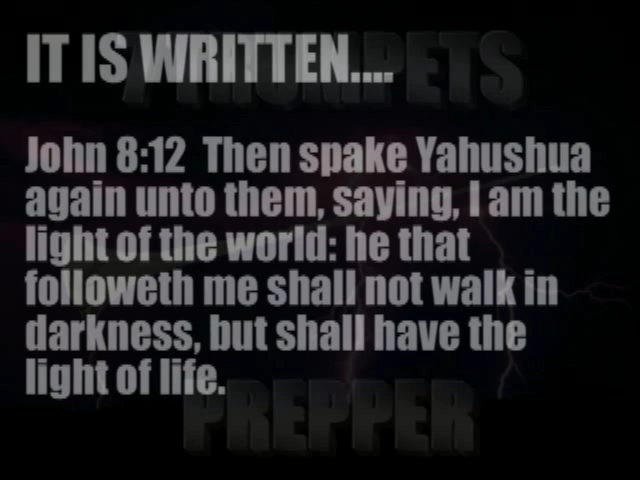 IT IS WRITTEN....
7 TRUMPETS
John 8:12  Then spake Yahushua
again unto them, saying, I am the
light of the world: he that
followeth me shall not walk in
darkness, but shall have the
light of life.
PREPPER